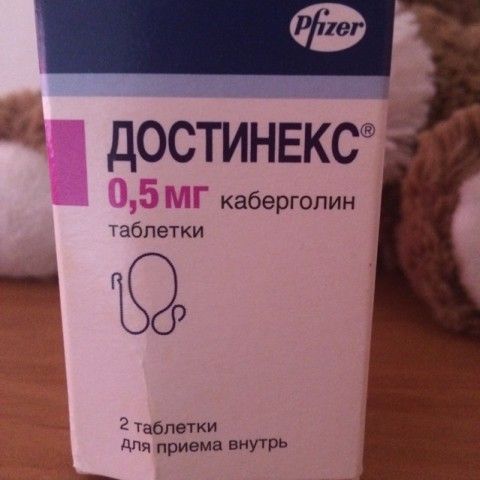 Pfizer
ДОСТИНЕКС®
0,5 мг каберголин
таблетки
2 таблетки
для приема внутрь